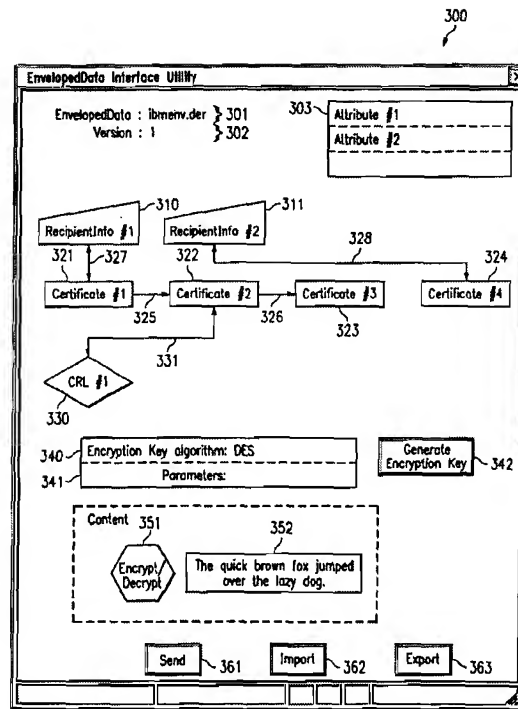 300
EnvelopedData Interface Utility
EnvelopedData : ibmenv.der } 301
Version : 1 } 302
303
Attribute #1
Attribute #2
310
311
RecipientInfo #1
RecipientInfo #2
321
327
322
328
324
Certificate #1
Certificate #2
Certificate #3
Certificate #4
325
326
323
331
CRL #1
330
340
Encryption Key algorithm: DES
341
Parameters:
Generate
Encryption Key
342
Content
351
352
Encrypt/
Decrypt
The quick brown fox jumped
over the lazy dog.
Send
361
Import
362
Export
363